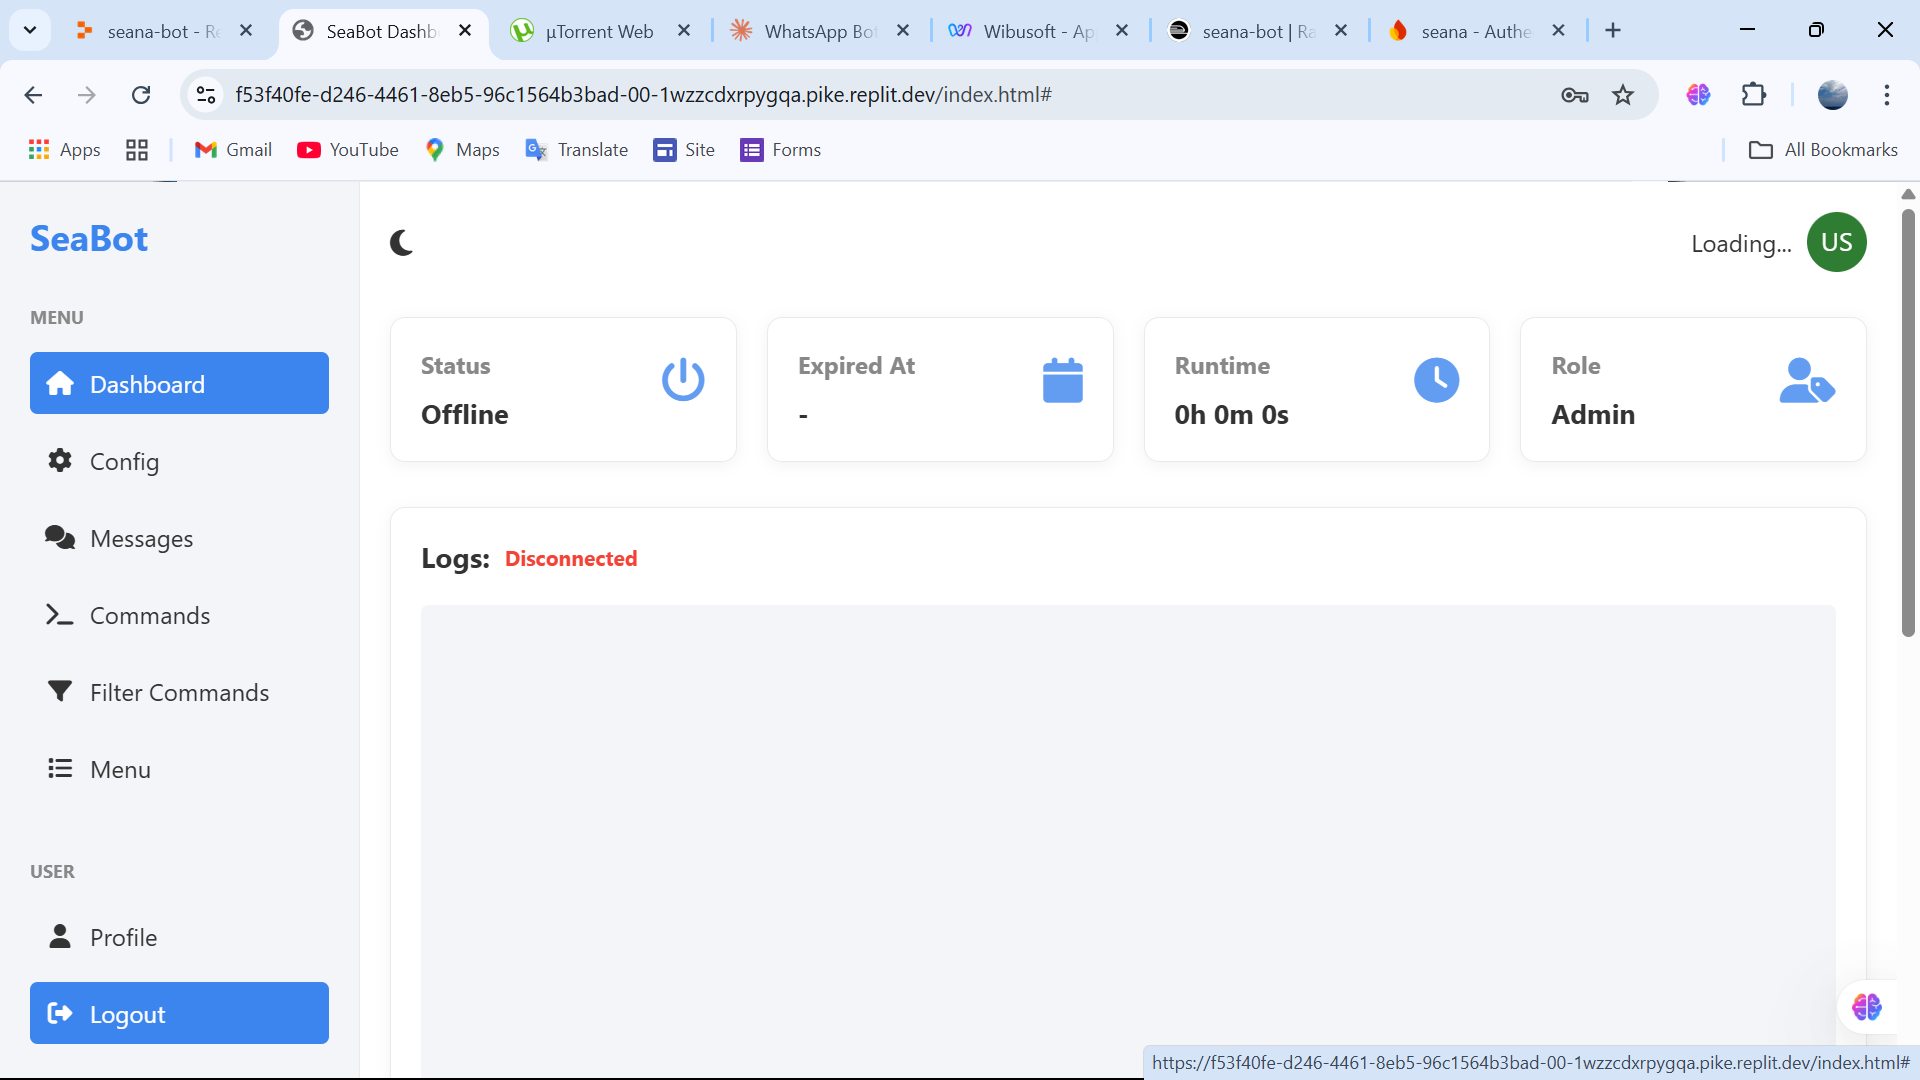 seana-bot - Re
SeaBot Dashb
µTorrent Web
WhatsApp Bot
Wibusoft - Ap
seana-bot | Ra
seana - Authe
f53f40fe-d246-4461-8eb5-96c1564b3bad-00-1wzzcdxrpygqa.pike.replit.dev/index.html#
Apps
Gmail
YouTube
Maps
Translate
Site
Forms
All Bookmarks
SeaBot
Loading...
US
MENU
Dashboard
Config
Messages
Commands
Filter Commands
Menu
USER
Profile
Logout
Status
Offline
Expired At
-
Runtime
0h 0m 0s
Role
Admin
Logs: Disconnected
https://f53f40fe-d246-4461-8eb5-96c1564b3bad-00-1wzzcdxrpygqa.pike.replit.dev/index.html#